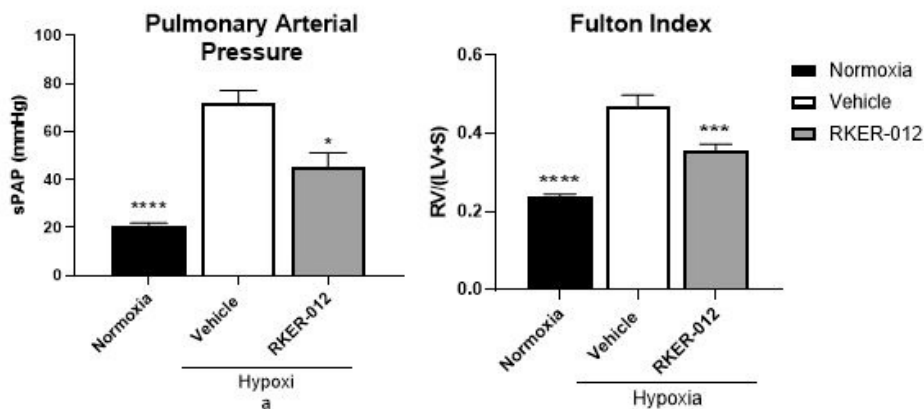 Pulmonary Arterial
Pressure
100
80
60
40
20
0
sPAP (mmHg)
****
*
Normoxia
Vehicle
RKER-012
Hypoxi
a
Fulton Index
0.6
0.4
0.2
0.0
RV/(LV+S)
****
***
Normoxia
Vehicle
RKER-012
Hypoxia
Normoxia
Vehicle
RKER-012